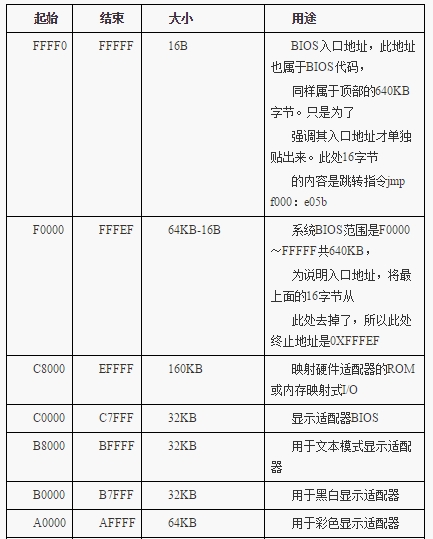 起始 结束 大小 用途
FFFF0 FFFFF 16B BIOS入口地址，此地址
也属于BIOS代码，
同样属于顶部的640KB
字节。只是为了
强调其入口地址才单独
贴出来。此处16字节
的内容是跳转指令jmp
f000：e05b
F0000 FFFEF 64KB-16B 系统BIOS范围是F0000
～FFFFF共640KB，
为说明入口地址，将最
上面的16字节从
此处去掉了，所以此处
终止地址是0XFFFEF
C8000 EFFFF 160KB 映射硬件适配器的ROM
或内存映射式I/O
C0000 C7FFF 32KB 显示适配器BIOS
B8000 BFFFF 32KB 用于文本模式显示适配
器
B0000 B7FFF 32KB 用于黑白显示适配器
A0000 AFFFF 64KB 用于彩色显示适配器